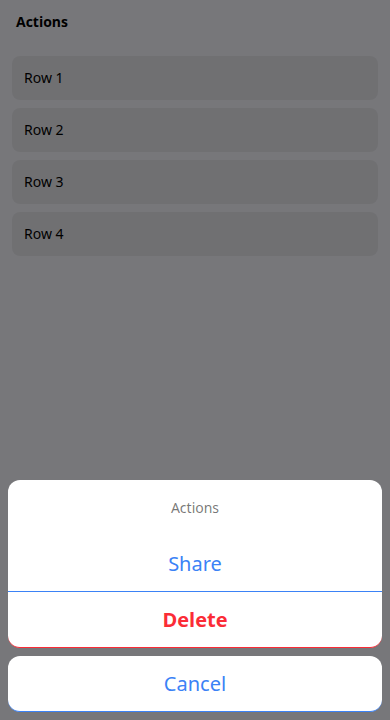 Actions
Row 1
Row 2
Row 3
Row 4
Actions
Share
Delete
Cancel